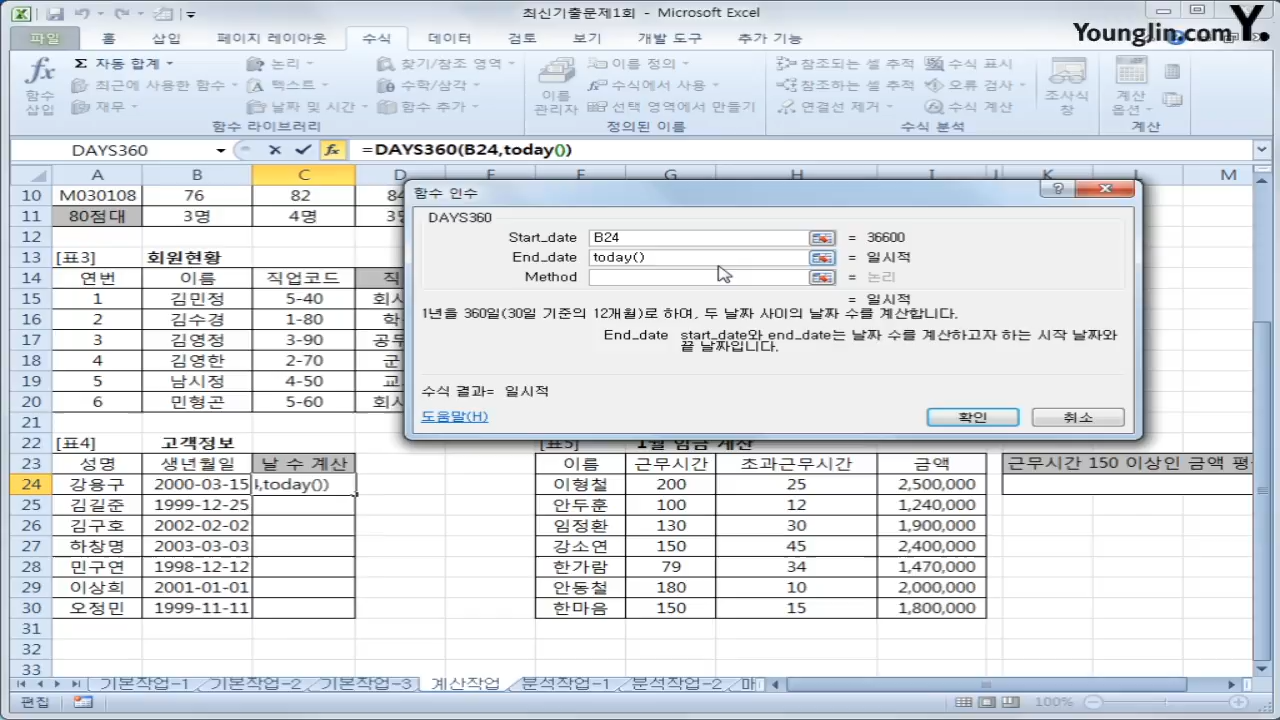 최신기출문제1회 - Microsoft Excel
YoungJin.com Y.
파일 홈 삽입 페이지 레이아웃 수식 데이터 검토 보기 개발 도구 추가 기능
fx 함수 삽입
Σ 자동 합계 논리 찾기/참조 영역
최근에 사용한 함수 텍스트 수학/삼각
재무 날짜 및 시간 함수 추가
함수 라이브러리
이름 관리자
이름 정의
수식에서 사용
선택 영역에서 만들기
정의된 이름
참조되는 셀 추적 수식 표시
참조하는 셀 추적 오류 검사
연결선 제거 수식 계산
수식 분석
조사식 창
계산 옵션
계산
DAYS360 fx =DAYS360(B24,today())
A B C D E F G H I J K L M
10 M030108 76 82 84
11 80점대 3명 4명
12
13 [표3] 회원현황
14 연번 이름 직업코드
15 1 김민정 5-40 회사
16 2 김수경 1-80
17 3 김영정 3-90
18 4 김영한 2-70 군
19 5 남시정 4-50 교
20 6 민형곤 5-60 회사
21
22 [표4] 고객정보 [표5] 1월 임금 계산
23 성명 생년월일 날 수 계산 이름 근무시간 초과근무시간 금액 근무시간 150 이상인 금액 평
24 강용구 2000-03-15 ,today()) 이형철 200 25 2,500,000
25 김길준 1999-12-25 안두훈 100 12 1,240,000
26 김구호 2002-02-02 임정환 130 30 1,900,000
27 하창명 2003-03-03 강소연 150 45 2,400,000
28 민구연 1998-12-12 한가람 79 34 1,470,000
29 이상희 2001-01-01 안동철 180 10 2,000,000
30 오정민 1999-11-11 한마음 150 15 1,800,000
31
32
33
함수 인수
DAYS360
Start_date B24 = 36600
End_date today() = 일시적
Method = 논리
= 일시적
1년을 360일(30일 기준의 12개월)로 하여, 두 날짜 사이의 날짜 수를 계산합니다.
End_date start_date와 end_date는 날짜 수를 계산하고자 하는 시작 날짜와
끝 날짜입니다.
수식 결과= 일시적
도움말(H) 확인 취소
기본작업-1 기본작업-2 기본작업-3 계산작업 분석작업-1 분석작업-2
편집 100%